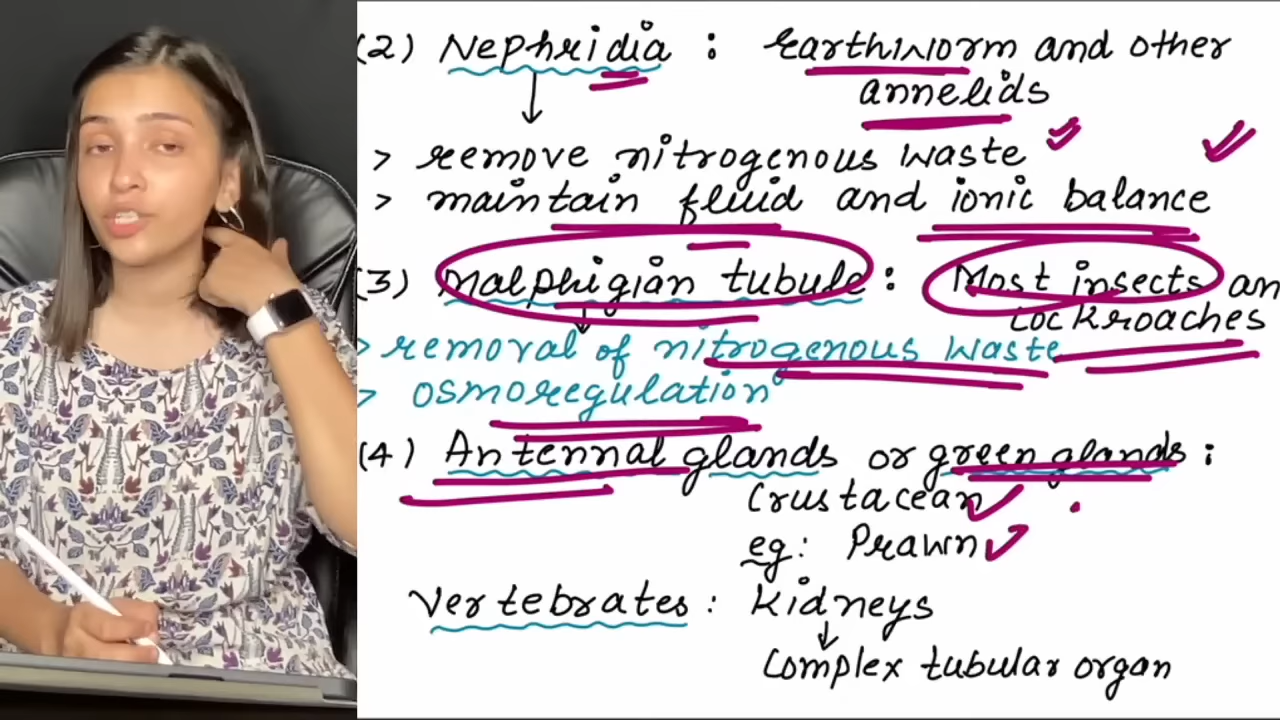 (2) Nephridia : Earthworm and other
annelids
> remove nitrogenous waste
> maintain fluid and ionic balance
(3) Malphigian tubule : Most insects an
Cockroaches
> removal of nitrogenous waste
> osmoregulation
(4) Antennal glands or green glands :
Crustacean
eg: Prawn
Vertebrates : Kidneys
Complex tubular organ